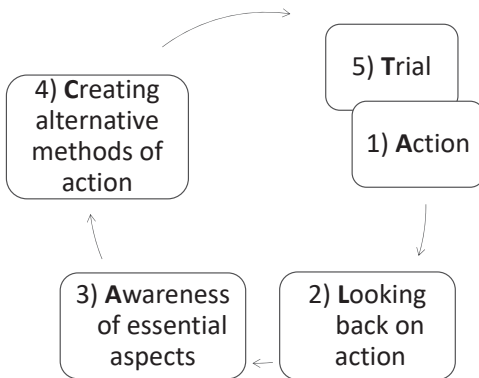 5) Trial
1) Action
2) Looking
back on
action
3) Awareness
of essential
aspects
4) Creating
alternative
methods of
action